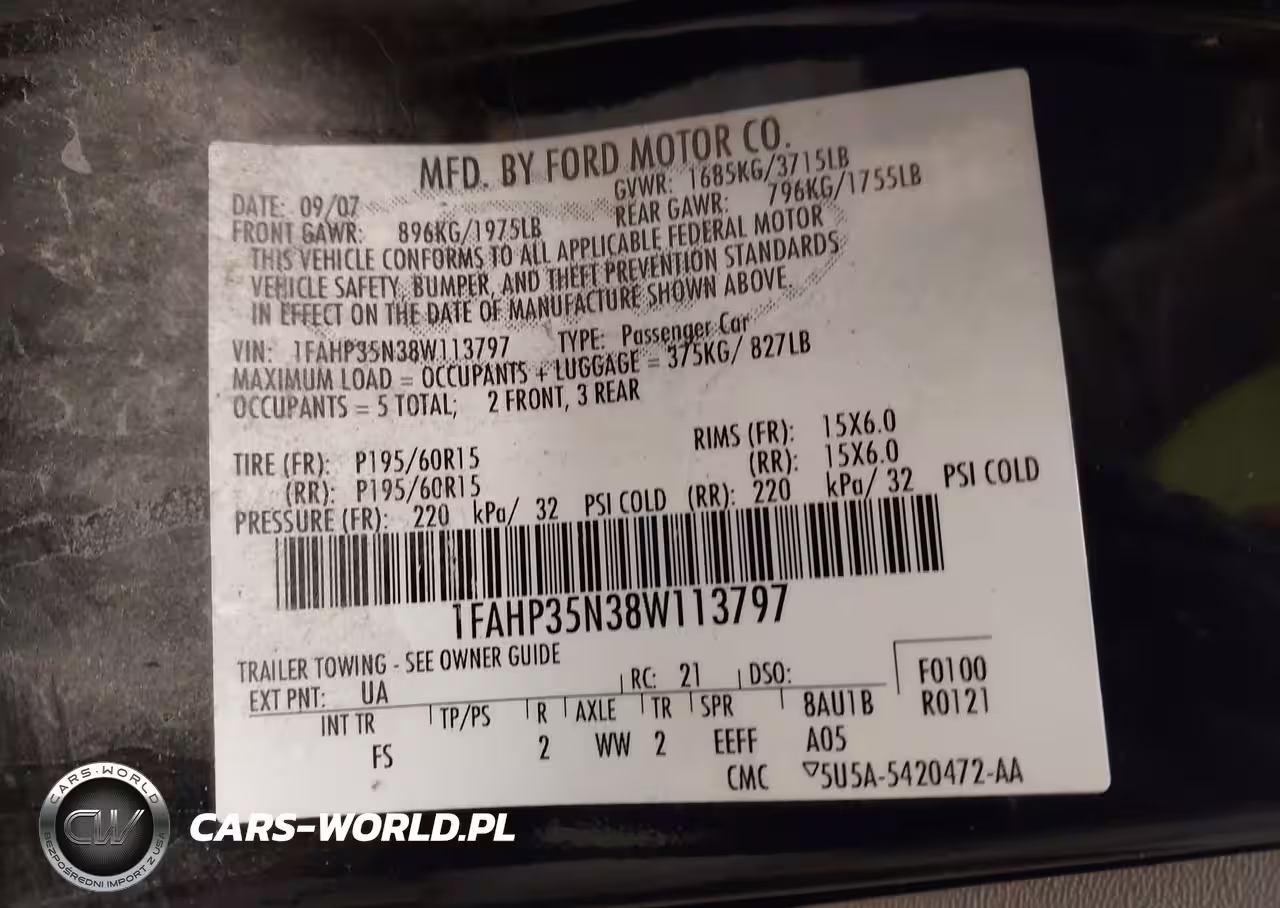 MFD. BY FORD MOTOR CO.
DATE: 09/07 GVWR: 1685KG/3715LB
FRONT GAWR: 896KG/1975LB REAR GAWR: 796KG/1755LB
THIS VEHICLE CONFORMS TO ALL APPLICABLE FEDERAL MOTOR
VEHICLE SAFETY, BUMPER, AND THEFT PREVENTION STANDARDS
IN EFFECT ON THE DATE OF MANUFACTURE SHOWN ABOVE.
VIN: 1FAHP35N38W113797 TYPE: Passenger Car
MAXIMUM LOAD = OCCUPANTS + LUGGAGE = 375KG/ 827LB
OCCUPANTS = 5 TOTAL; 2 FRONT, 3 REAR
TIRE (FR): P195/60R15 RIMS (FR): 15X6.0
(RR): P195/60R15 (RR): 15X6.0
PRESSURE (FR): 220 kPa/ 32 PSI COLD (RR): 220 kPa/ 32 PSI COLD
1FAHP35N38W113797
TRAILER TOWING - SEE OWNER GUIDE
EXT PNT: UA RC: 21 DSO: F0100
INT TR TP/PS R AXLE TR SPR 8AU1B R0121
FS 2 WW 2 EEFF A05
CMC 5U5A-5420472-AA
CARS-WORLD
CW
BEZPOŚREDNI IMPORT Z USA
CARS-WORLD.PL